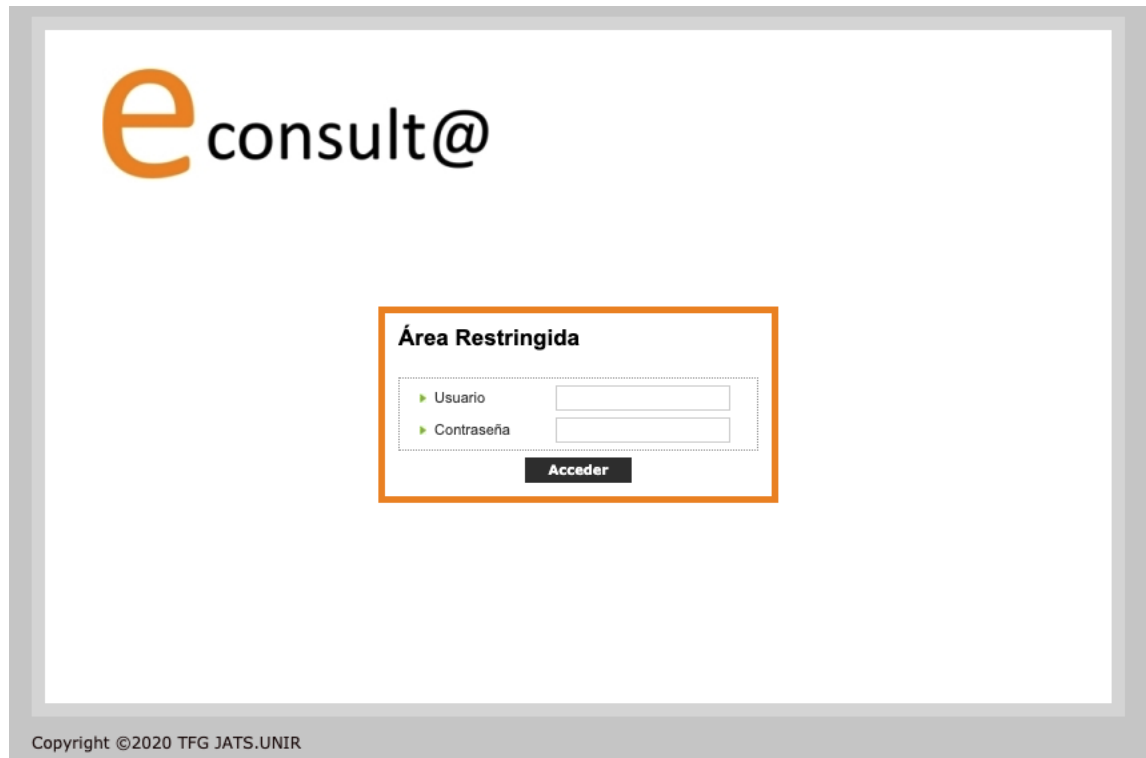 econsult@
Área Restringida
Usuario
Contraseña
Acceder
Copyright ©2020 TFG JATS.UNIR